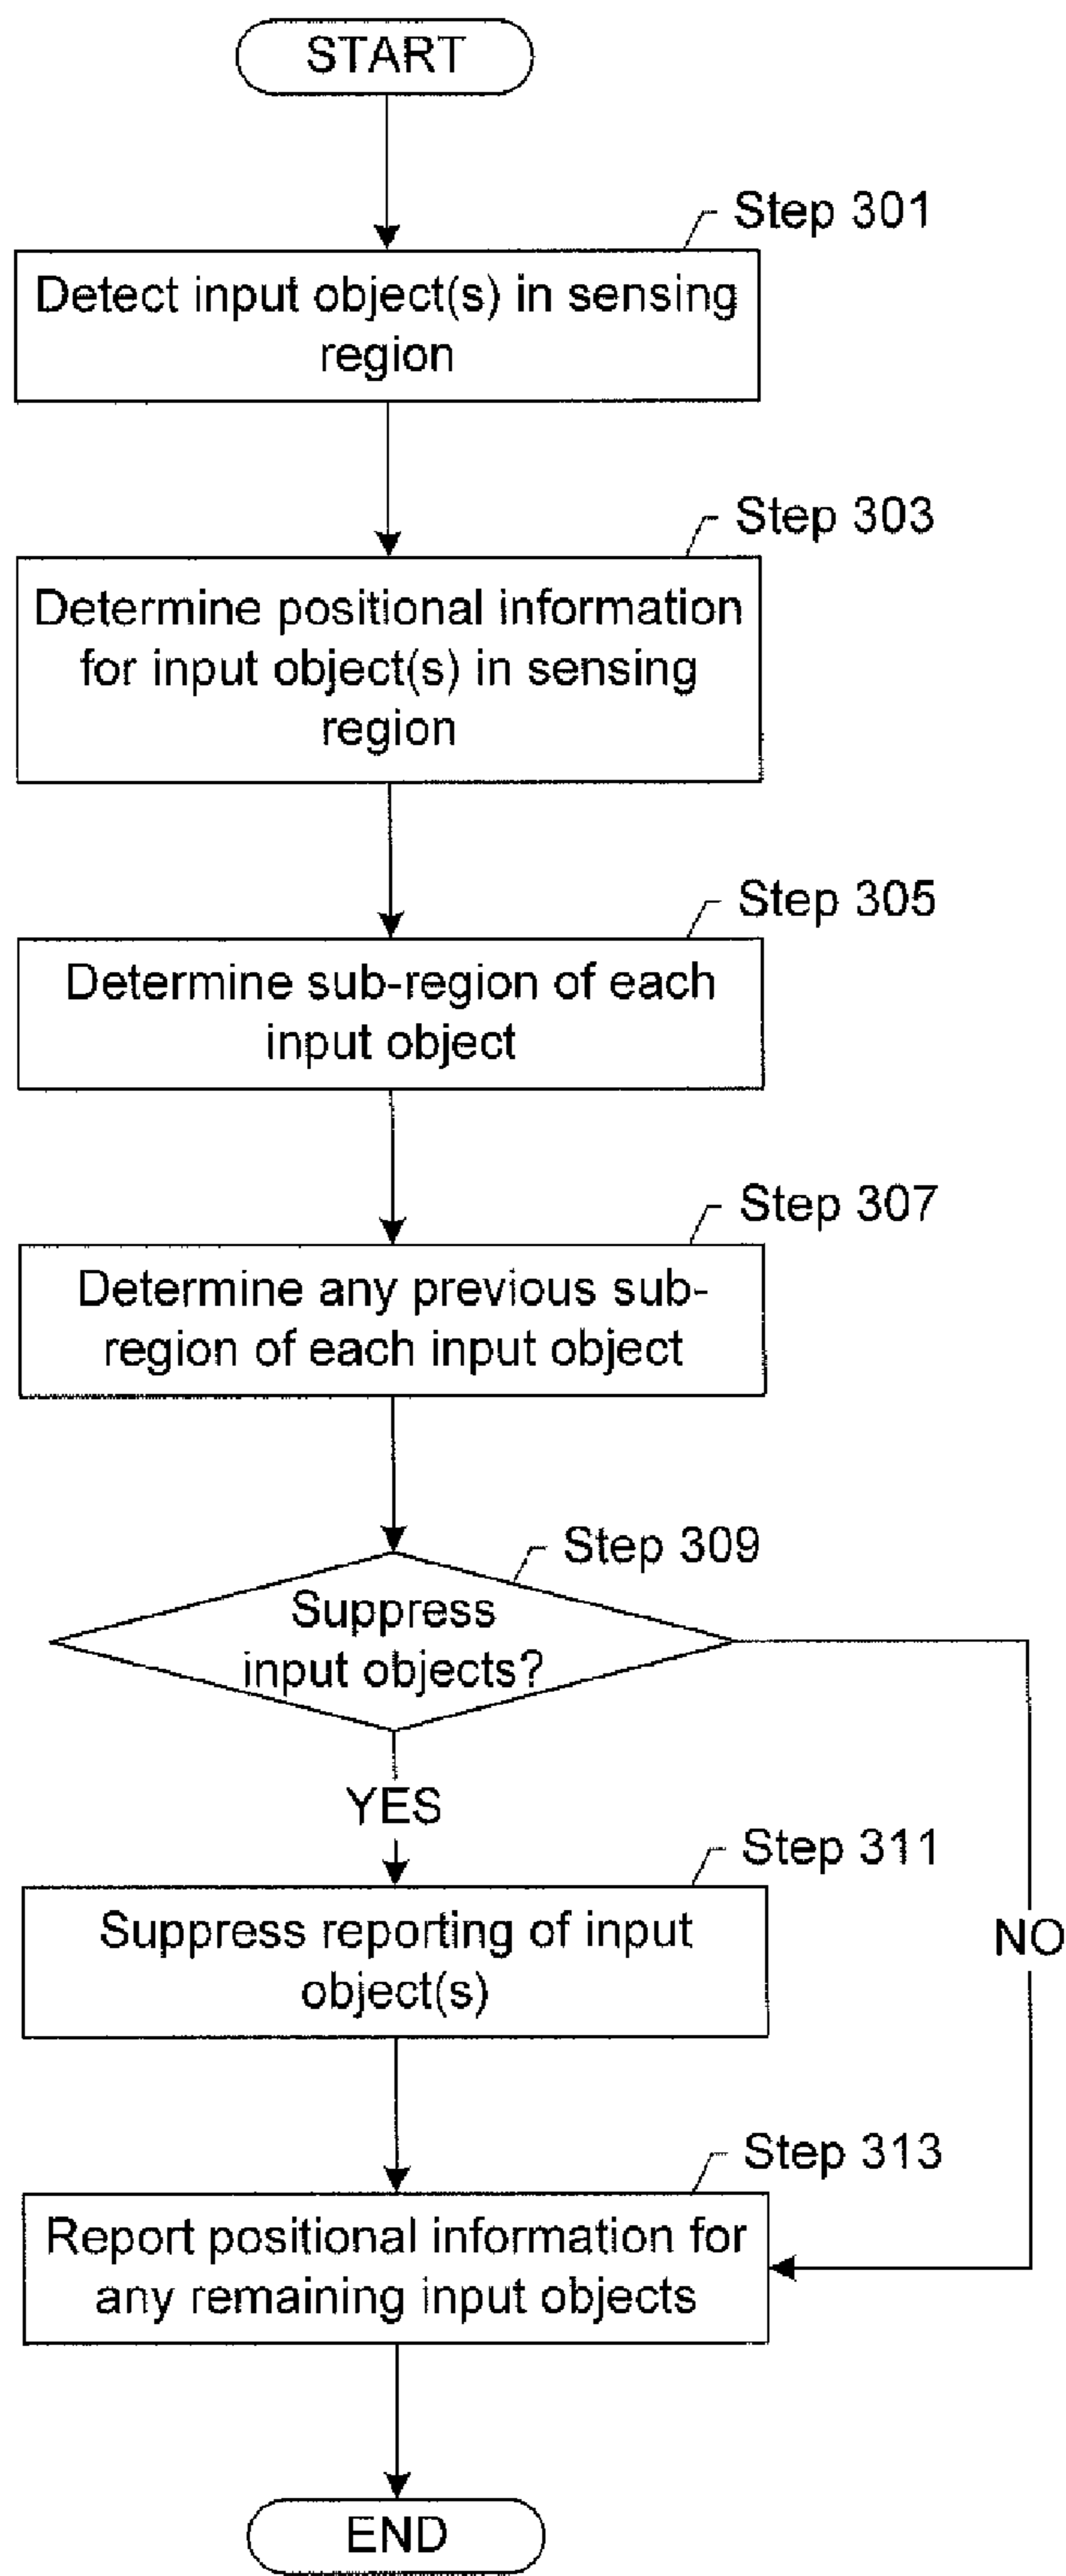 START
Step 301
Detect input object(s) in sensing
region
Step 303
Determine positional information
for input object(s) in sensing
region
Step 305
Determine sub-region of each
input object
Step 307
Determine any previous sub-
region of each input object
Step 309
Suppress
input objects?
YES
NO
Step 311
Suppress reporting of input
object(s)
Step 313
Report positional information for
any remaining input objects
END